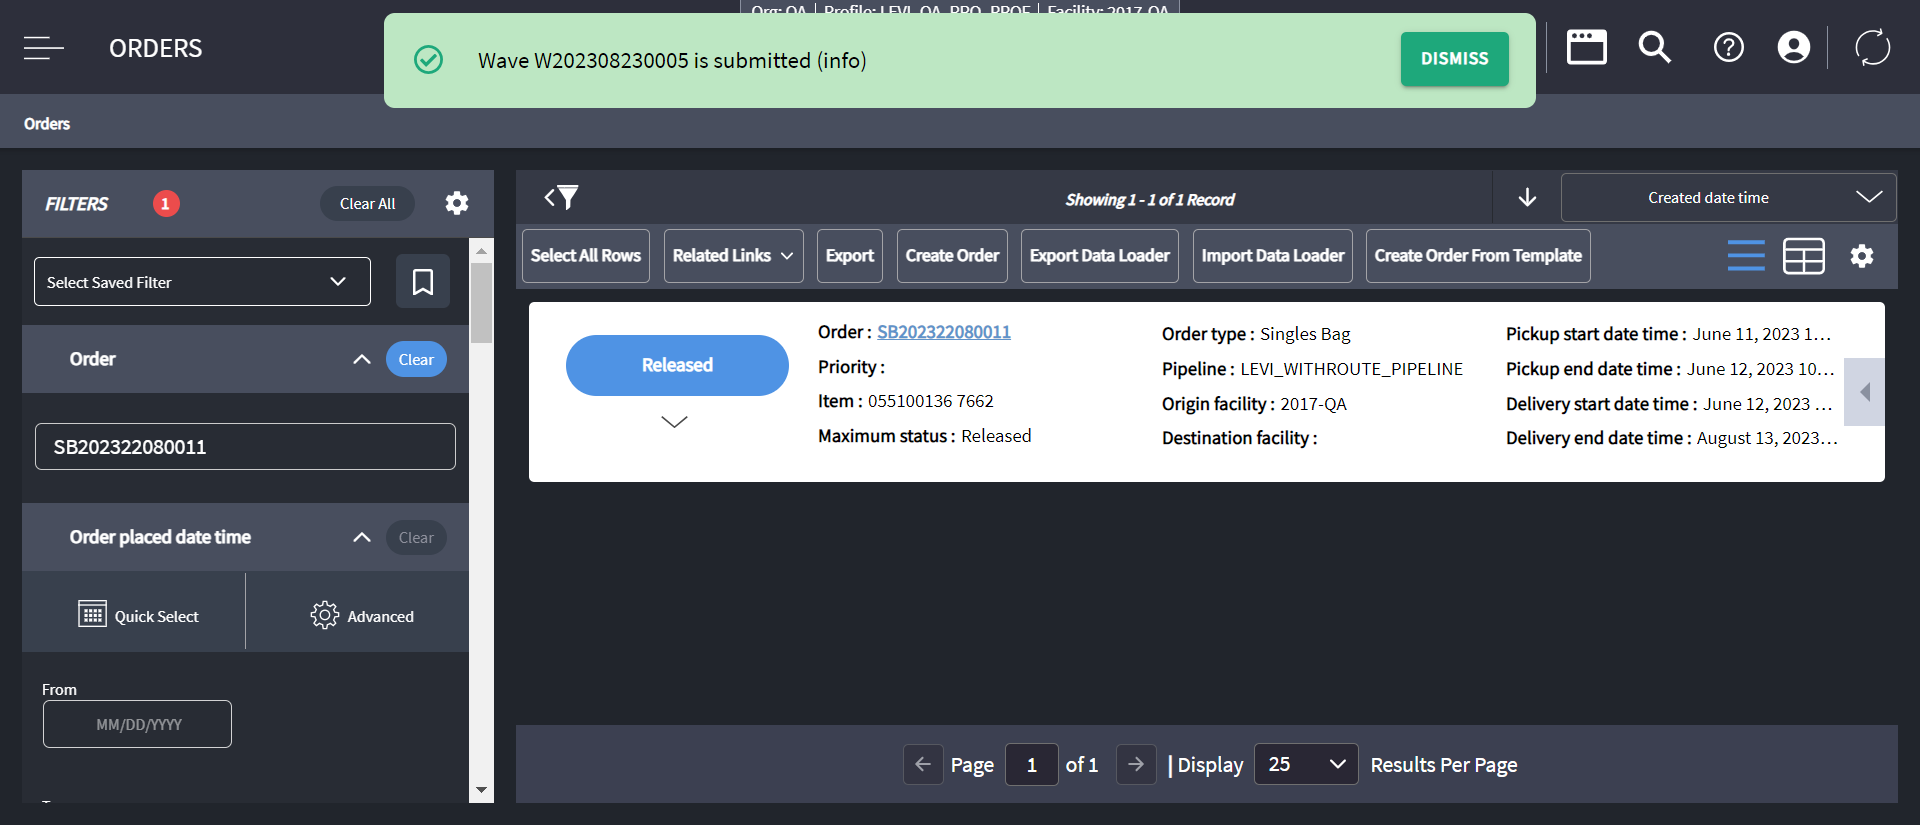 Org: QA | Profile: LEVI_QA_PRO_PROF | Facility: 2017-QA
ORDERS
Wave W202308230005 is submitted (info)
DISMISS
Orders
FILTERS
1
Clear All
Showing 1 - 1 of 1 Record
Created date time
Select All Rows
Related Links
Export
Create Order
Export Data Loader
Import Data Loader
Create Order From Template
Select Saved Filter
Order
Clear
SB202322080011
Order placed date time
Clear
Quick Select
Advanced
From
MM/DD/YYYY
Released
Order : SB202322080011
Priority :
Item : 055100136 7662
Maximum status : Released
Order type : Singles Bag
Pipeline : LEVI_WITHROUTE_PIPELINE
Origin facility : 2017-QA
Destination facility :
Pickup start date time : June 11, 2023 1...
Pickup end date time : June 12, 2023 10...
Delivery start date time : June 12, 2023 ...
Delivery end date time : August 13, 2023...
Page 1 of 1 | Display 25 Results Per Page